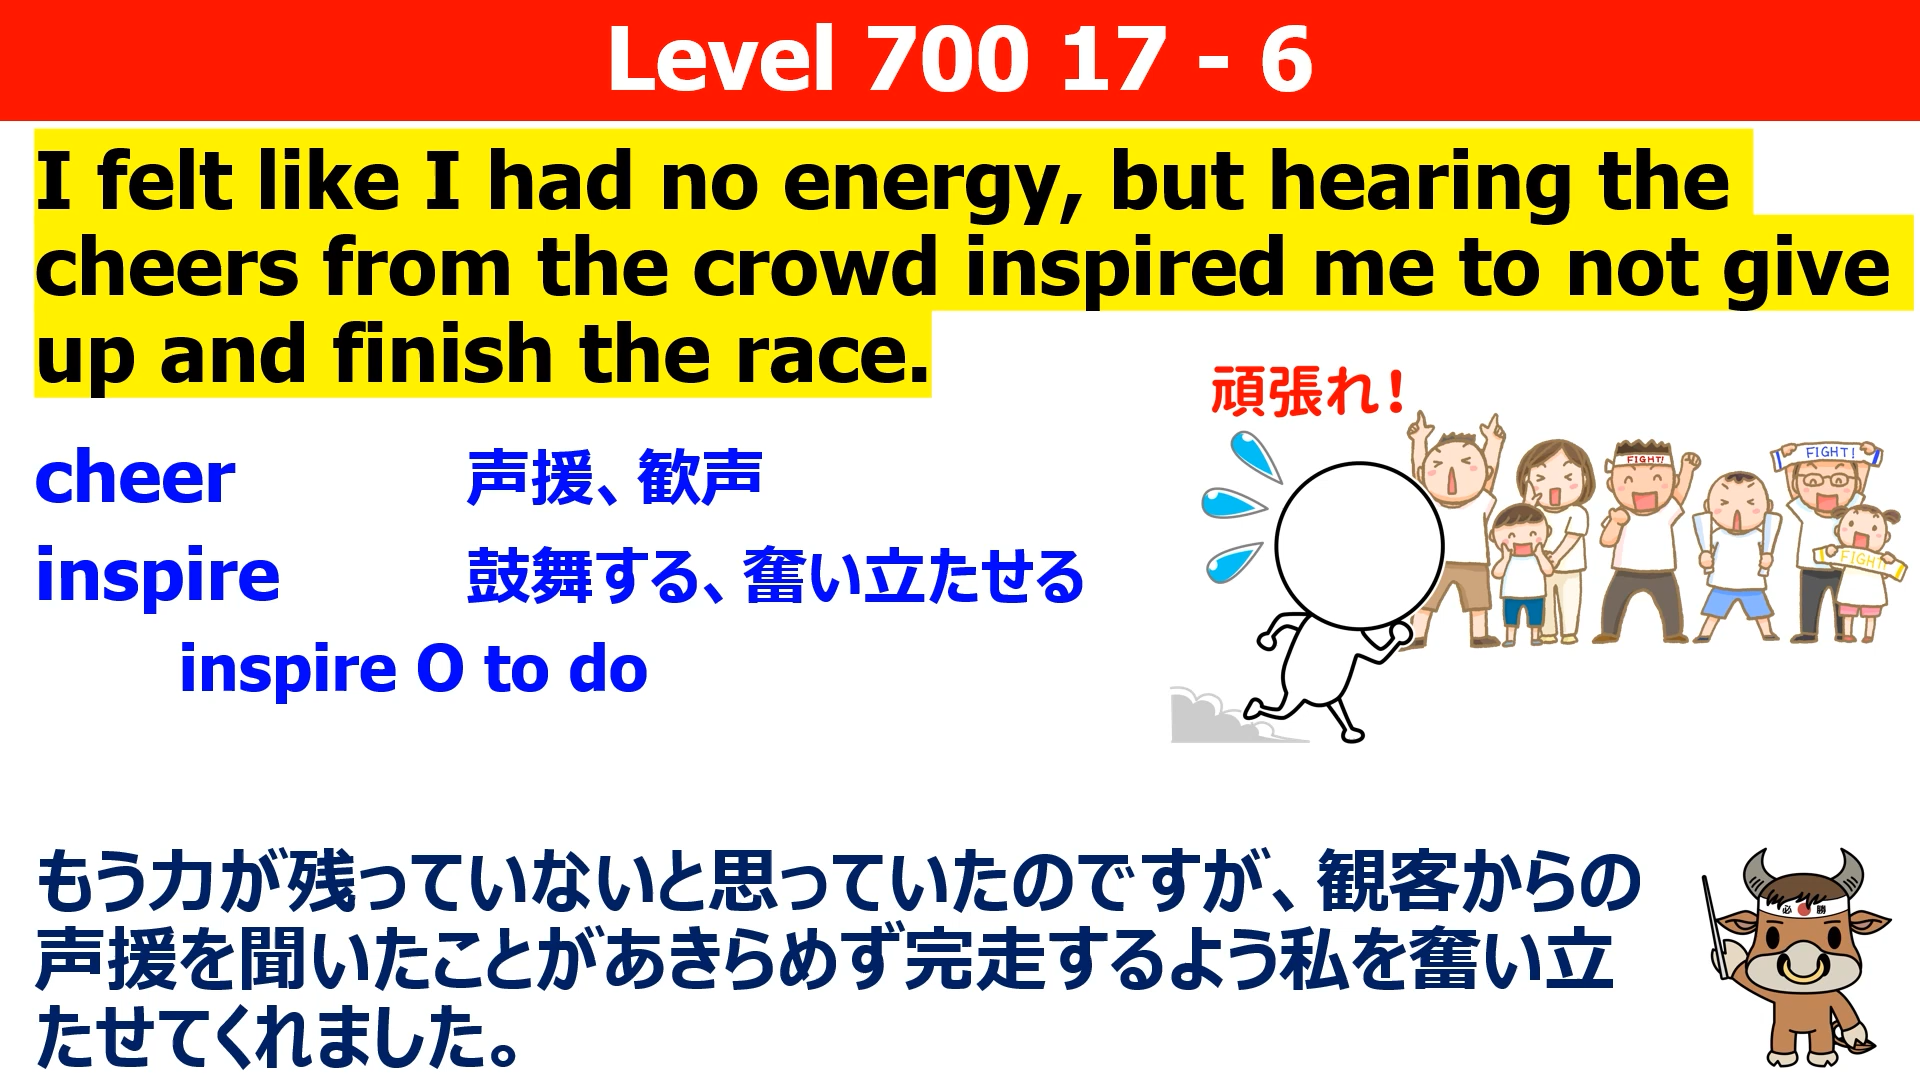 Level 700 17 - 6
I felt like I had no energy, but hearing the
cheers from the crowd inspired me to not give
up and finish the race.
頑張れ！
FIGHT!
FIGHT!
FIGHT!
cheer 声援、歓声
inspire 鼓舞する、奮い立たせる
inspire O to do
もう力が残っていないと思っていたのですが、観客からの
声援を聞いたことがあきらめず完走するよう私を奮い立
たせてくれました。
必勝